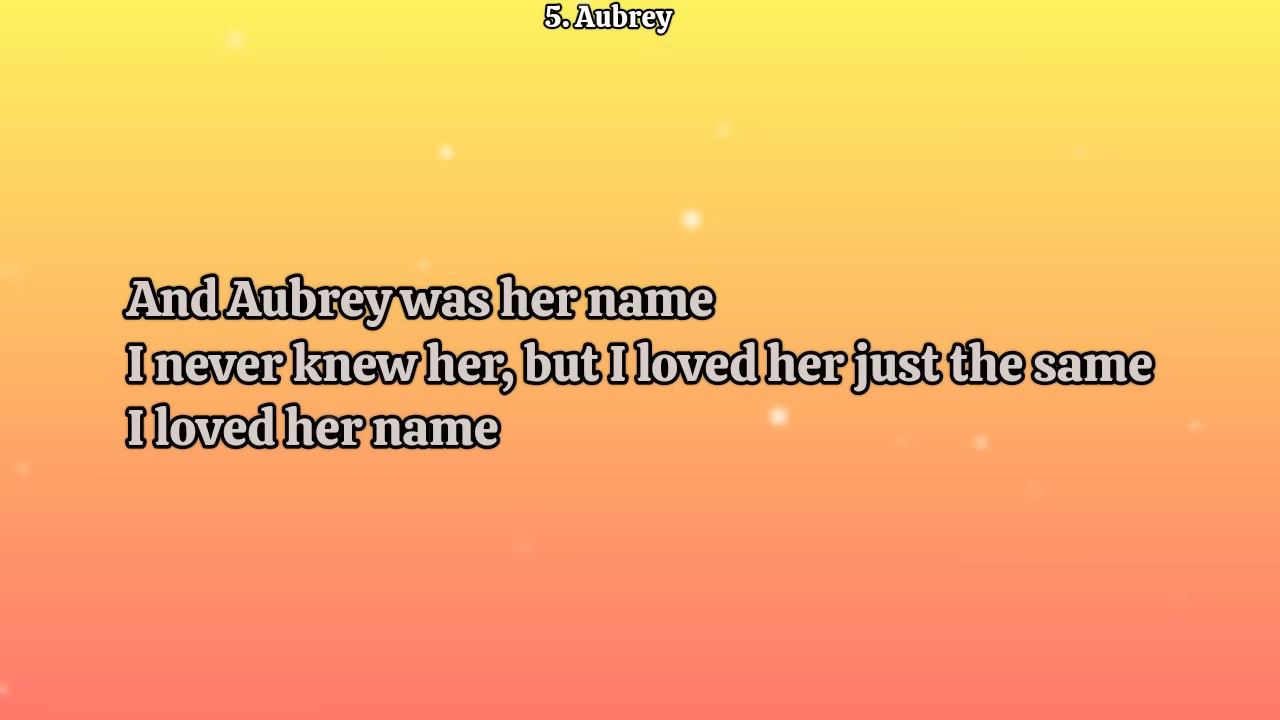 5. Aubrey
And Aubrey was her name
I never knew her, but I loved her just the same
I loved her name